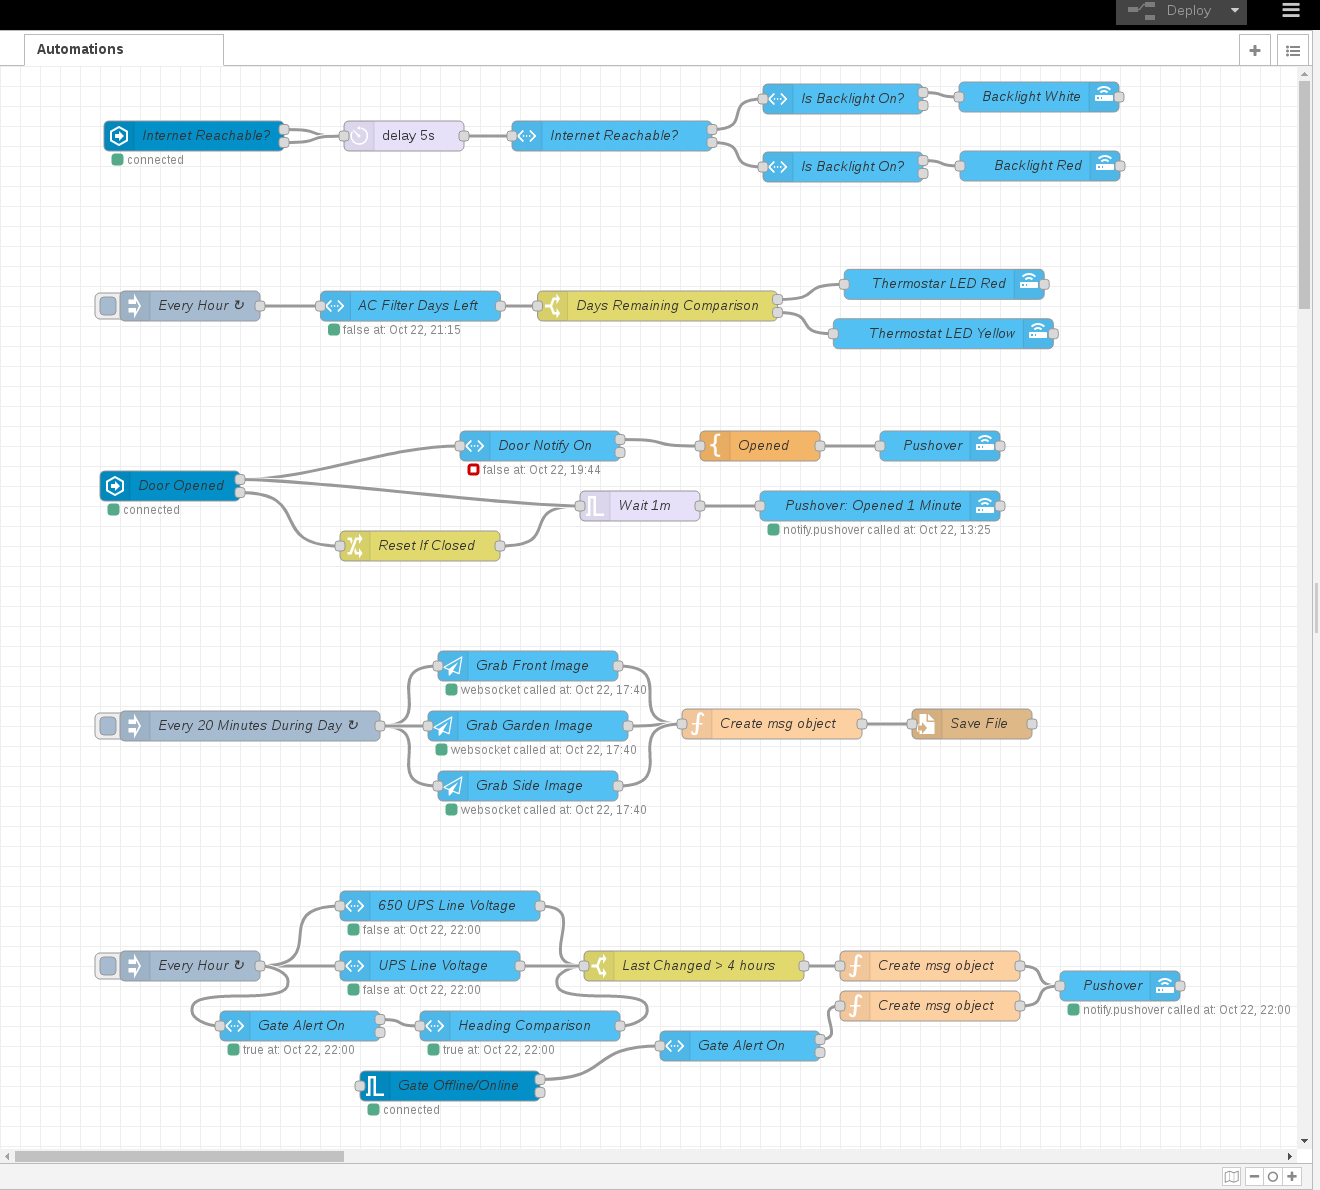 Deploy
Automations
Is Backlight On?
Backlight White
Internet Reachable?
delay 5s
Internet Reachable?
connected
Is Backlight On?
Backlight Red
Thermostar LED Red
Every Hour ↻
AC Filter Days Left
Days Remaining Comparison
false at: Oct 22, 21:15
Thermostat LED Yellow
Door Notify On
Opened
Pushover
false at: Oct 22, 19:44
Door Opened
connected
Wait 1m
Pushover: Opened 1 Minute
notify.pushover called at: Oct 22, 13:25
Reset If Closed
Grab Front Image
websocket called at: Oct 22, 17:40
Every 20 Minutes During Day ↻
Grab Garden Image
Create msg object
Save File
websocket called at: Oct 22, 17:40
Grab Side Image
websocket called at: Oct 22, 17:40
650 UPS Line Voltage
false at: Oct 22, 22:00
Every Hour ↻
UPS Line Voltage
Last Changed > 4 hours
Create msg object
false at: Oct 22, 22:00
Pushover
notify.pushover called at: Oct 22, 22:00
Create msg object
Gate Alert On
Heading Comparison
true at: Oct 22, 22:00
true at: Oct 22, 22:00
Gate Alert On
Gate Offline/Online
connected